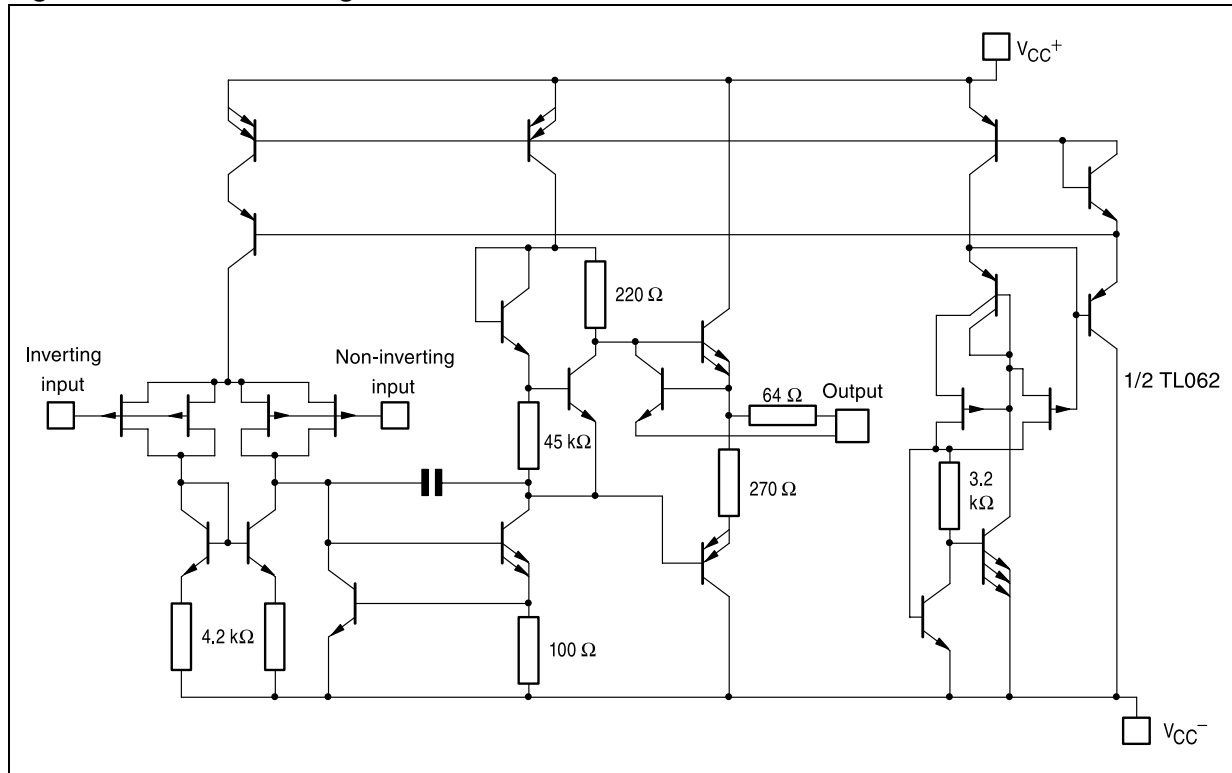 VCC+
220 Ω
Inverting
input
Non-inverting
input
1/2 TL062
64 Ω
Output
45 kΩ
270 Ω
3.2
kΩ
4.2 kΩ
100 Ω
VCC−